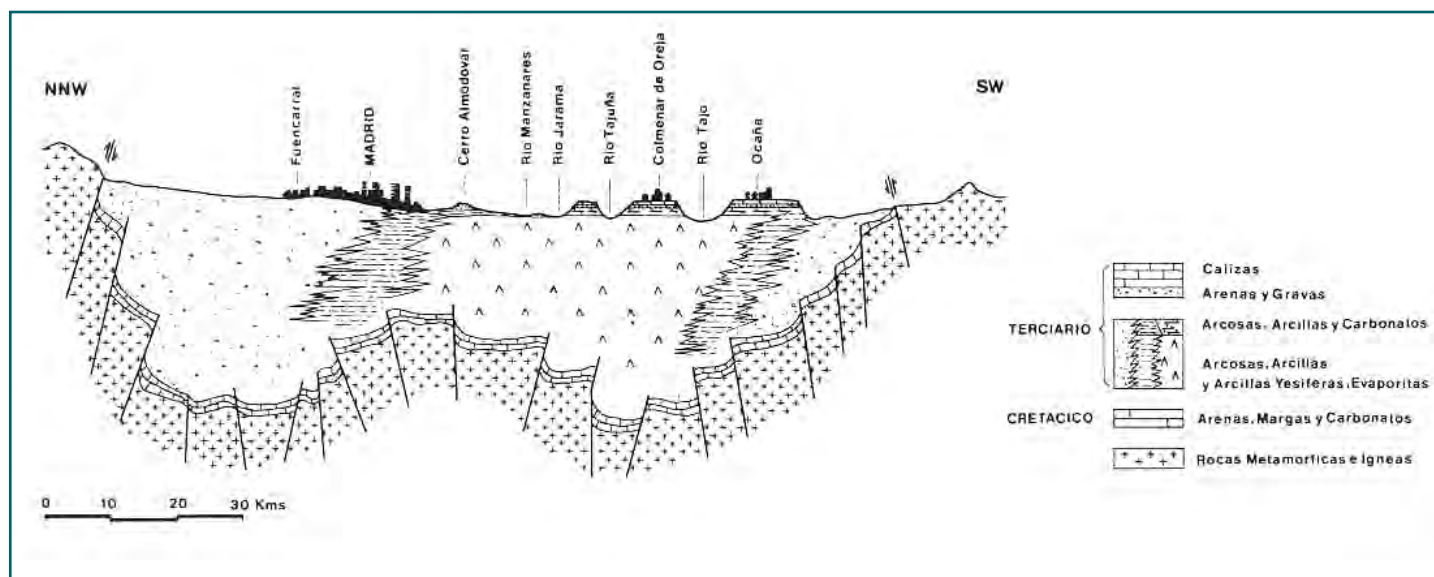 NNW
SW
Fuencarral
MADRID
Cerro Almodovar
Rio Manzanares
Rio Jarama
Rio Tajuña
Colmenar de Oreja
Rio Tajo
Ocaña
TERCIARIO
Calizas
Arenas y Gravas
Arcosas, Arcillas y Carbonatos
Arcosas, Arcillas
y Arcillas Yesiferas, Evaporitas
CRETACICO
Arenas, Margas y Carbonatos
Rocas Metamorficas e Igneas
0 10 20 30 Kms